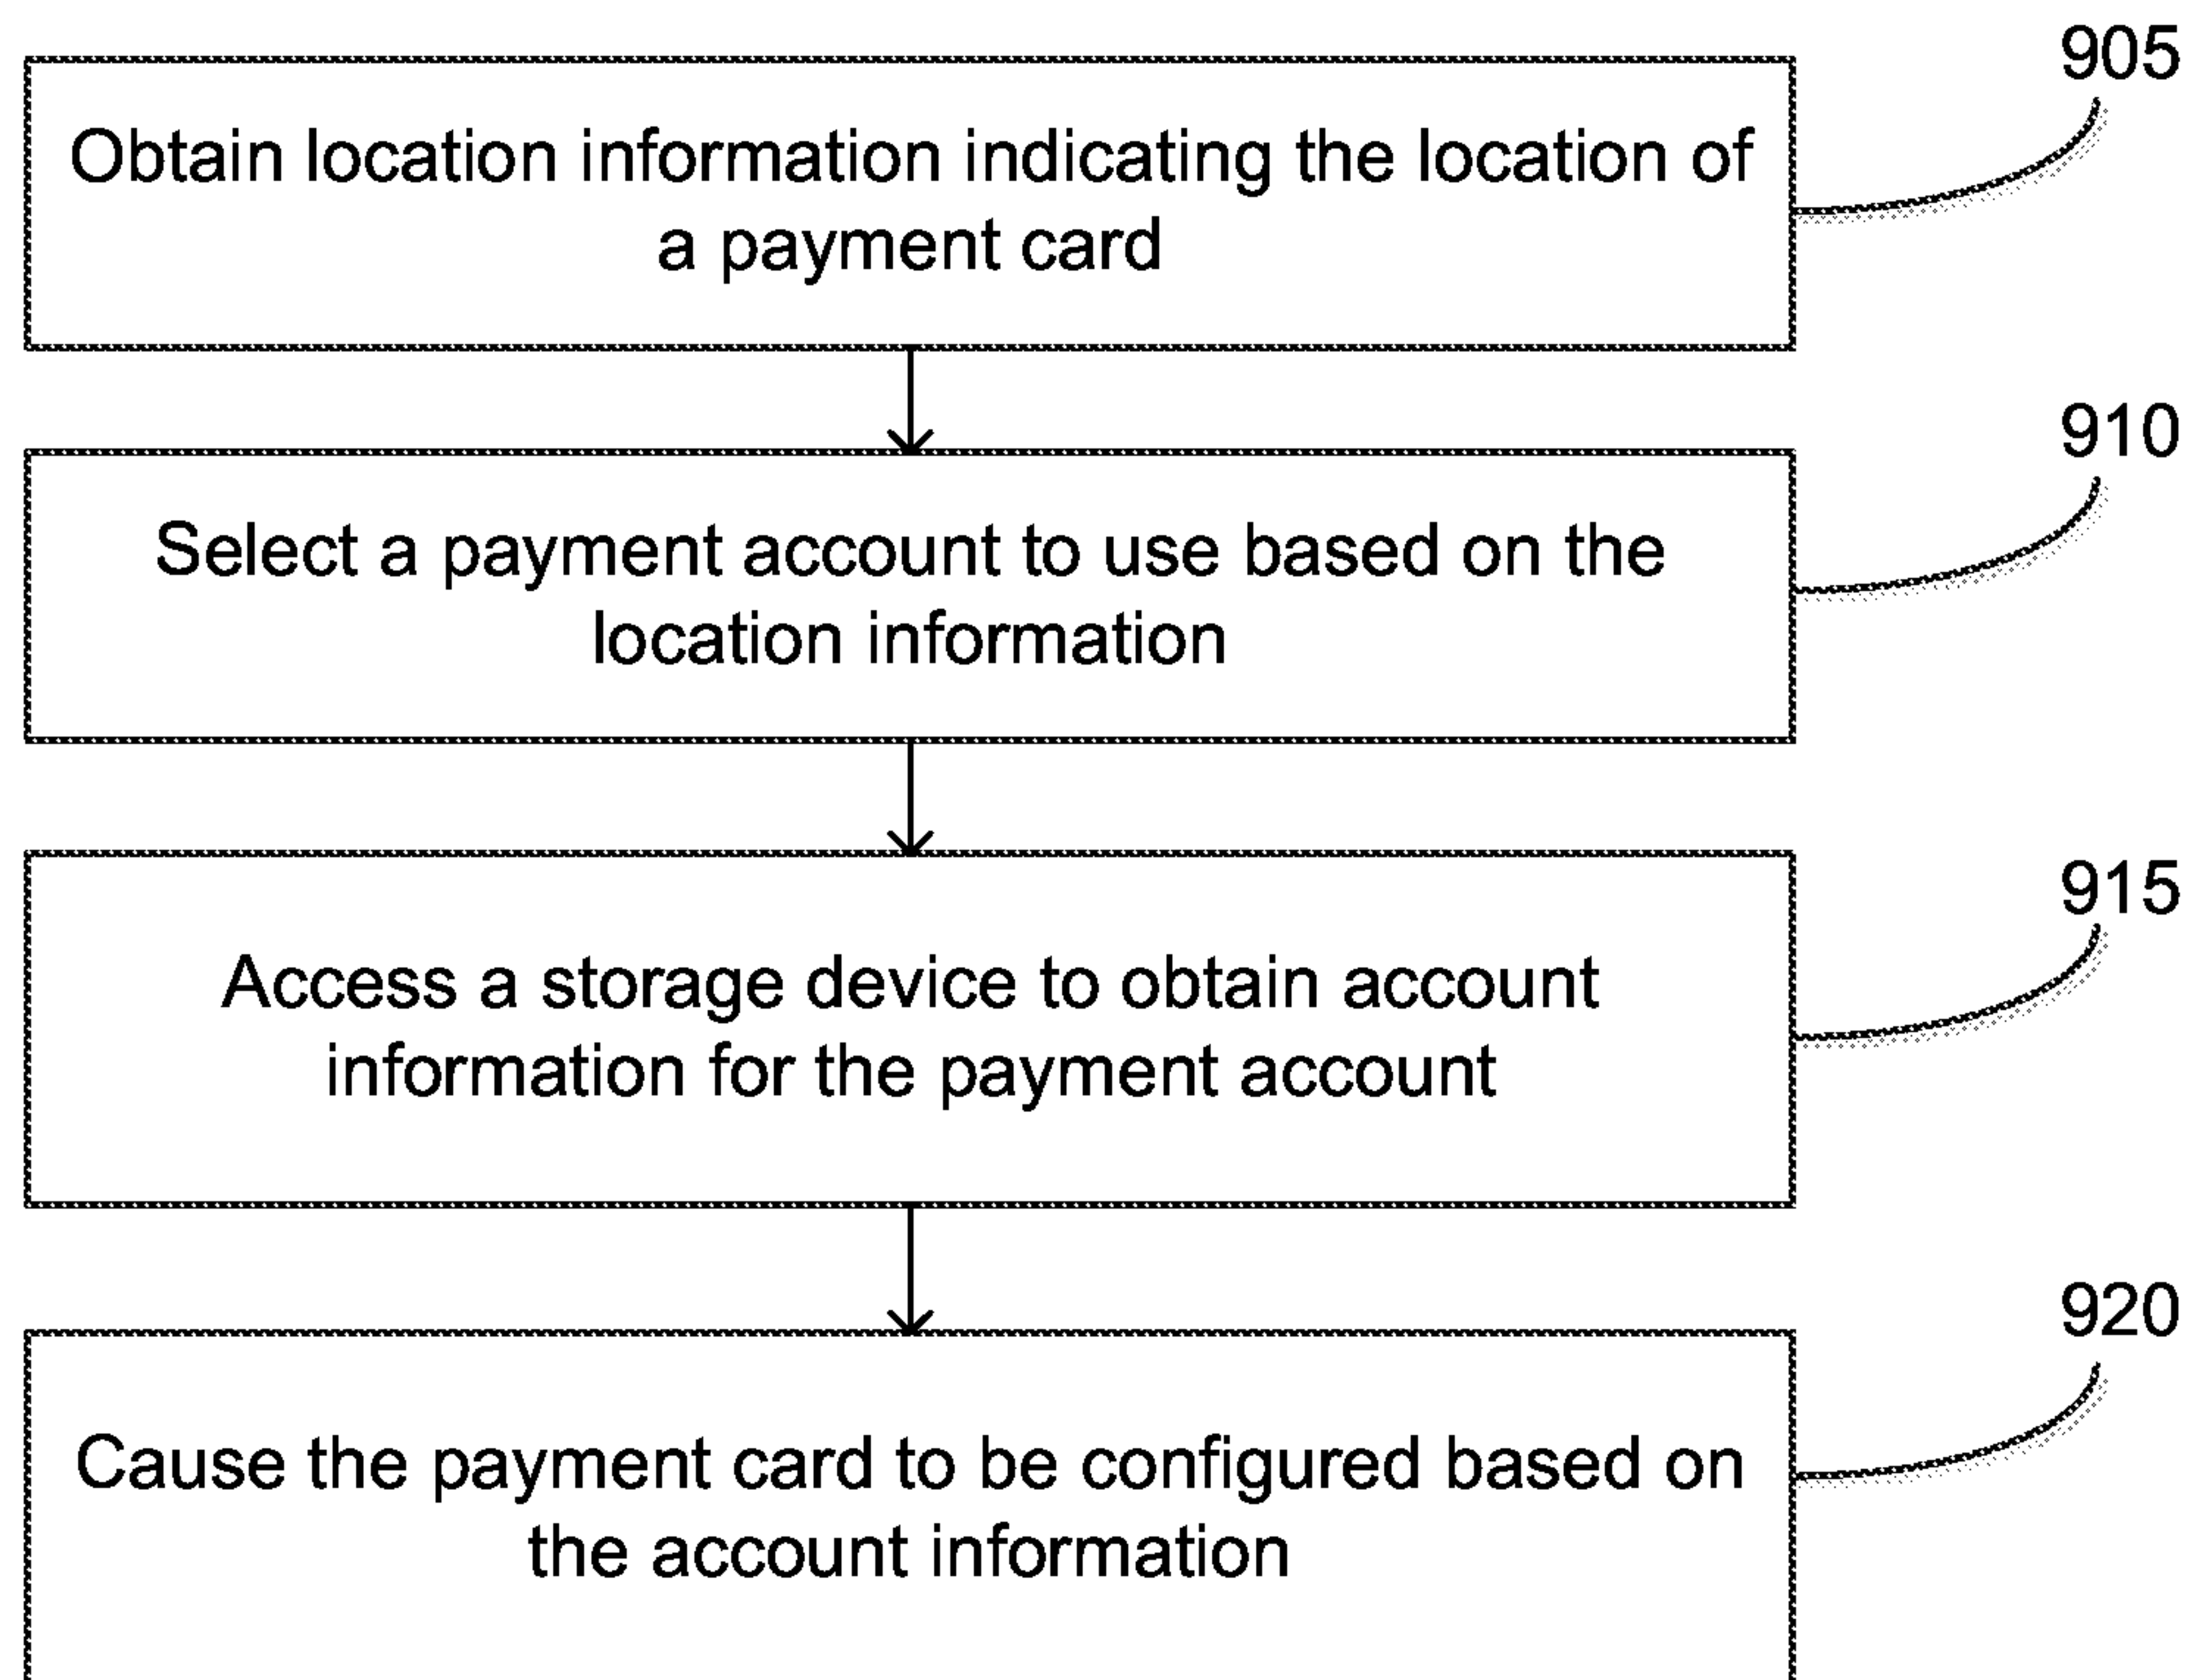 905
Obtain location information indicating the location of
a payment card
910
Select a payment account to use based on the
location information
915
Access a storage device to obtain account
information for the payment account
920
Cause the payment card to be configured based on
the account information